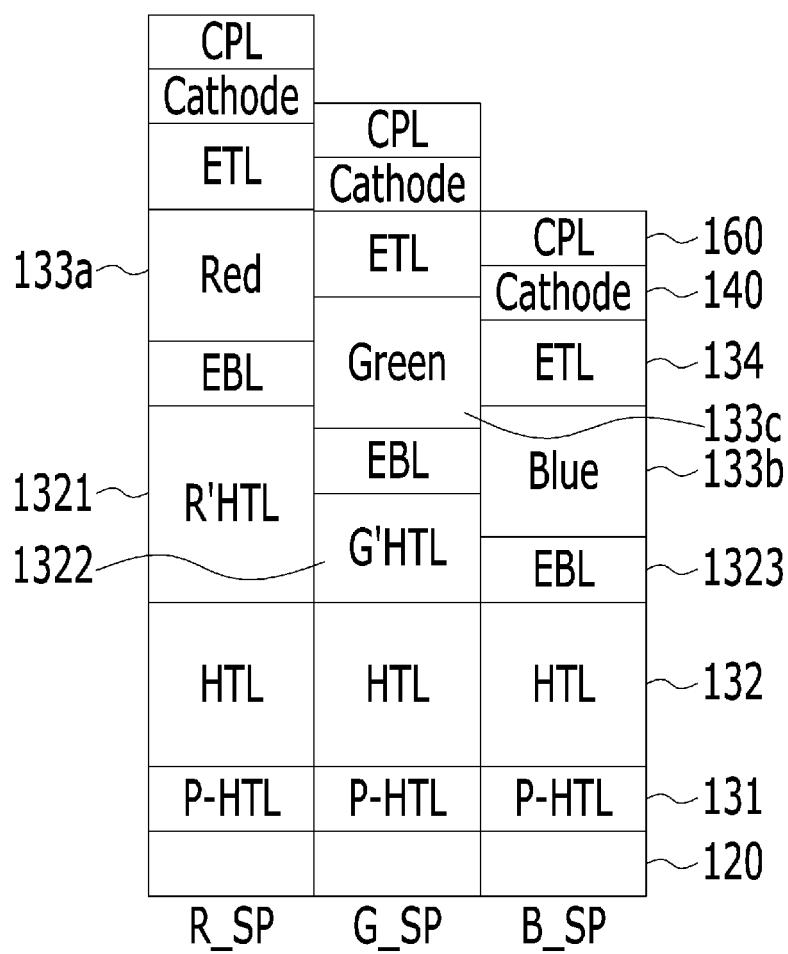 CPL
Cathode
CPL
ETL
Cathode
CPL
160
133a
Red
ETL
Cathode
140
EBL
Green
ETL
134
133c
EBL
Blue
133b
1321
R'HTL
G'HTL
1322
EBL
1323
HTL
HTL
HTL
132
P-HTL
P-HTL
P-HTL
131
120
R_SP
G_SP
B_SP